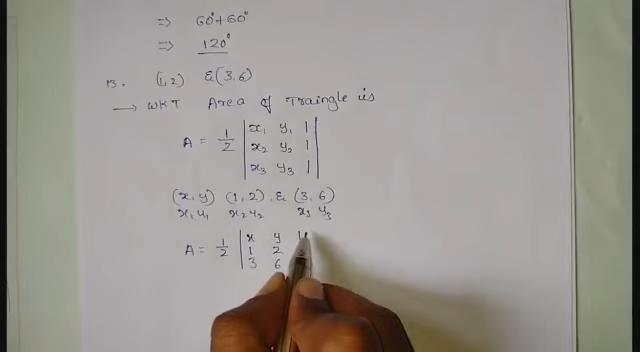 => 60°+60°
=> 120°
13. (1,2) & (3,6)
→ WKT Area of Traingle is
A = 1/2 | x₁ y₁ 1 |
| x₂ y₂ 1 |
| x₃ y₃ 1 |
(x,y) (1,2) & (3,6)
x₁ y₁ x₂ y₂ x₃ y₃
A = 1/2 | x y 1
1 2
3 6